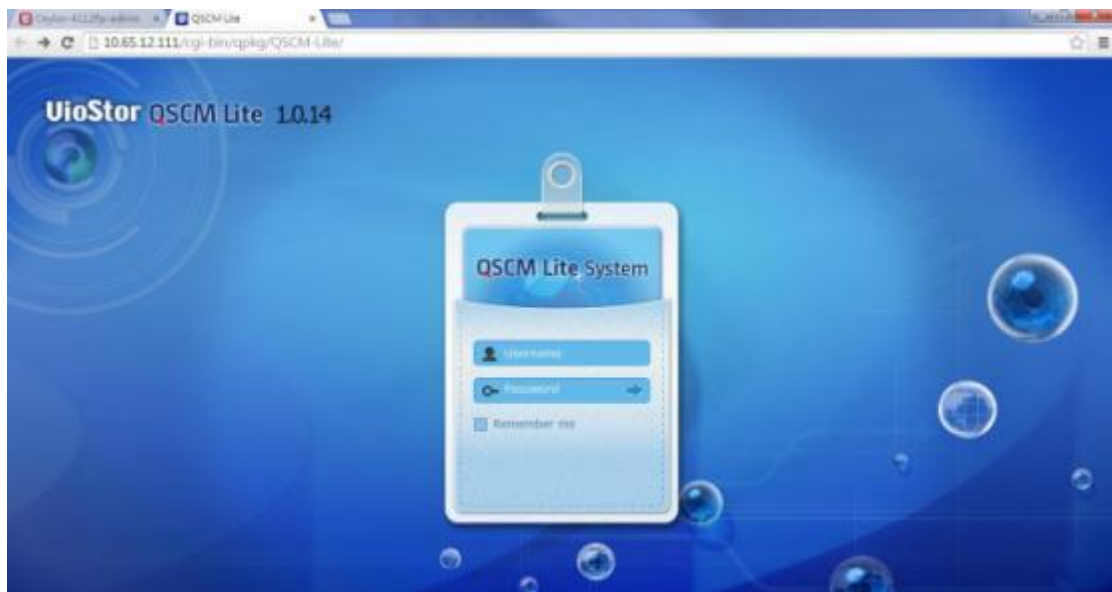 QSCM Lite
10.65.12.111/cgi-bin/qpkg/QSCM-Lite/
VioStor QSCM Lite 1.0.14
QSCM Lite System
Username
Password
Remember me